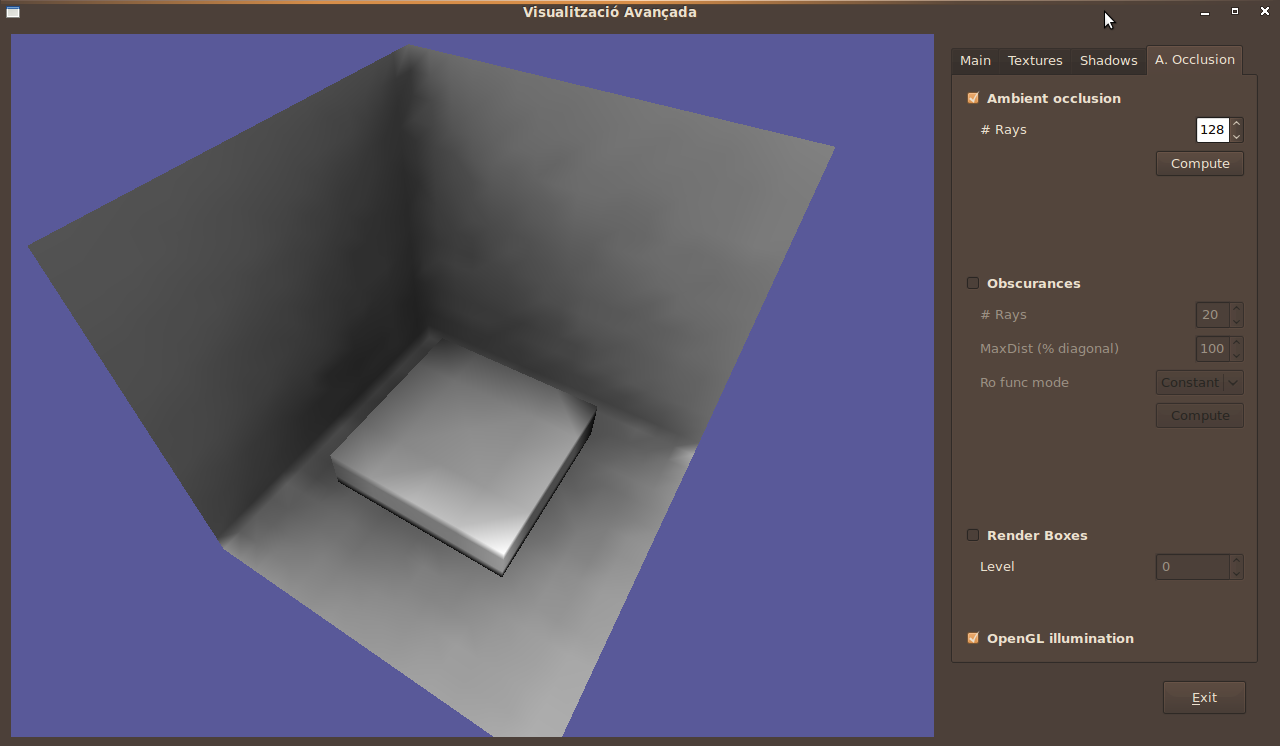 Visualització Avançada
Main Textures Shadows A. Occlusion
Ambient occlusion
# Rays 128
Compute
Obscurances
# Rays 20
MaxDist (% diagonal) 100
Ro func mode Constant
Compute
Render Boxes
Level 0
OpenGL illumination
Exit